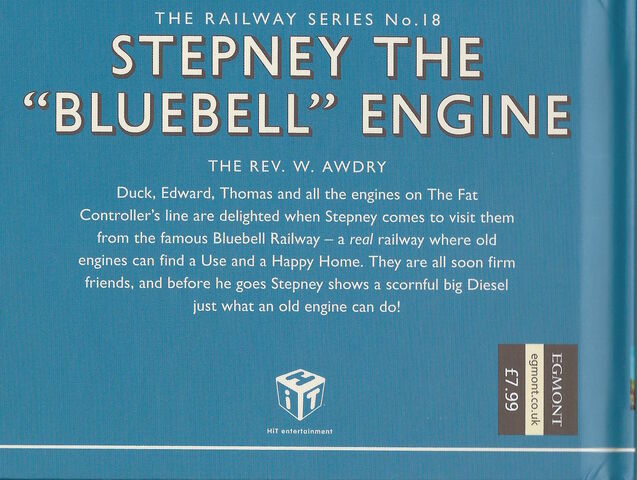 THE RAILWAY SERIES No.18
STEPNEY THE
“BLUEBELL” ENGINE
THE REV. W. AWDRY
Duck, Edward, Thomas and all the engines on The Fat
Controller’s line are delighted when Stepney comes to visit them
from the famous Bluebell Railway – a real railway where old
engines can find a Use and a Happy Home. They are all soon firm
friends, and before he goes Stepney shows a scornful big Diesel
just what an old engine can do!
HiT
HiT entertainment
EGMONT
egmont.co.uk
£7.99